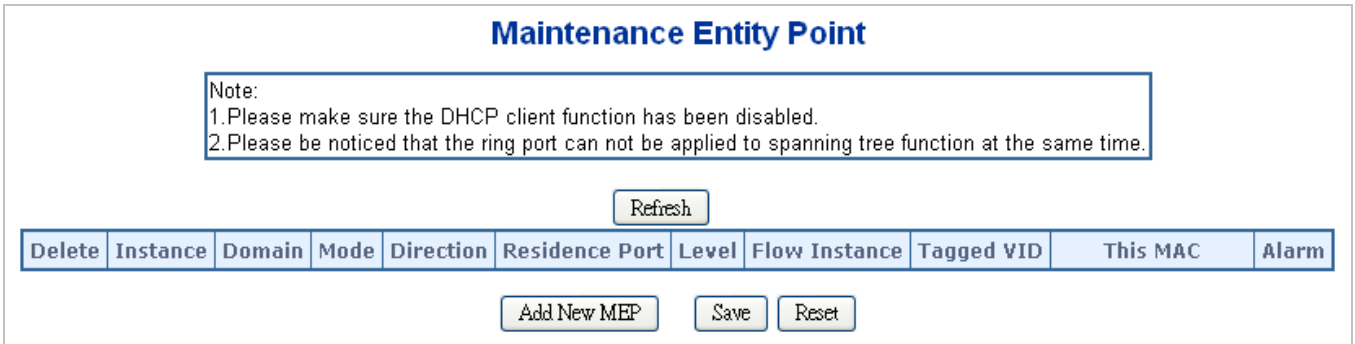 Maintenance Entity Point
Note:
1.Please make sure the DHCP client function has been disabled.
2.Please be noticed that the ring port can not be applied to spanning tree function at the same time.
Refresh
Delete Instance Domain Mode Direction Residence Port Level Flow Instance Tagged VID This MAC Alarm
Add New MEP Save Reset